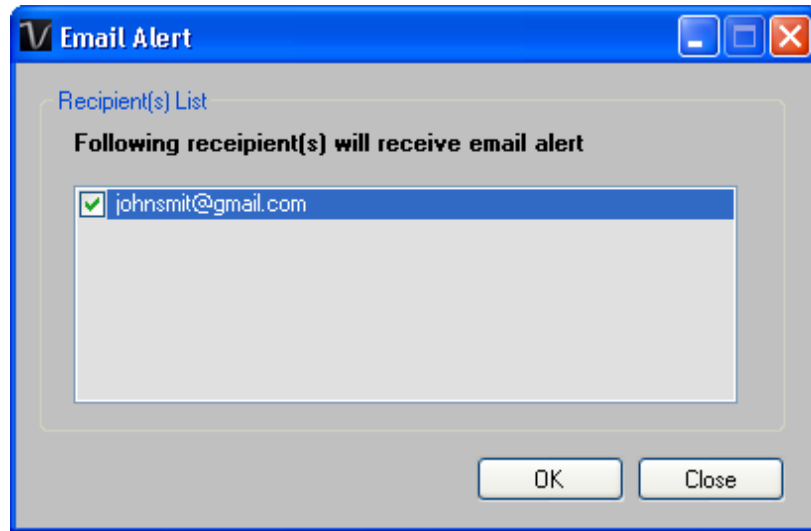 Email Alert
Recipient(s) List
Following receipient(s) will receive email alert
johnsmit@gmail.com
OK Close